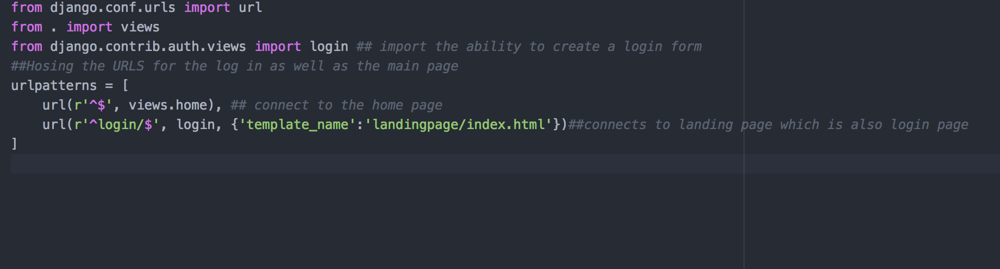 from django.conf.urls import url
from . import views
from django.contrib.auth.views import login ## import the ability to create a login form
##Hosing the URLS for the log in as well as the main page
urlpatterns = [
    url(r'^$', views.home), ## connect to the home page
    url(r'^login/$', login, {'template_name':'landingpage/index.html'})##connects to landing page which is also login page
]